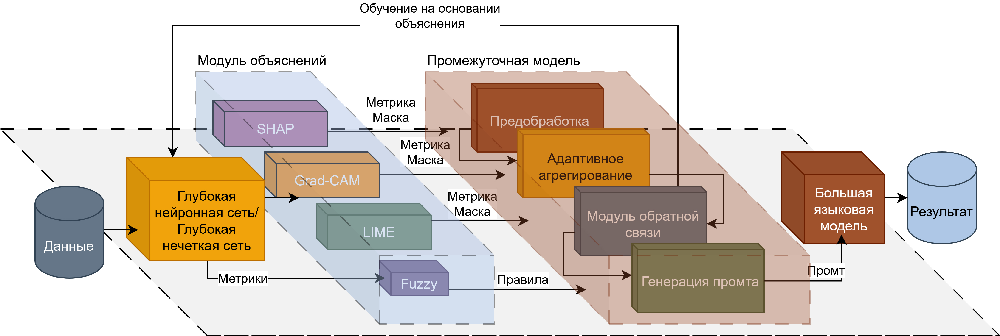 Обучение на основании
объяснения
Модуль объяснений
Промежуточная модель
SHAP
Метрика
Маска
Предобработка
Grad-CAM
Метрика
Маска
Адаптивное
агрегирование
LIME
Метрика
Маска
Модуль обратной
связи
Данные
Глубокая
нейронная сеть/
Глубокая
нечеткая сеть
Метрики
Fuzzy
Правила
Генерация промта
Промт
Большая
языковая
модель
Результат